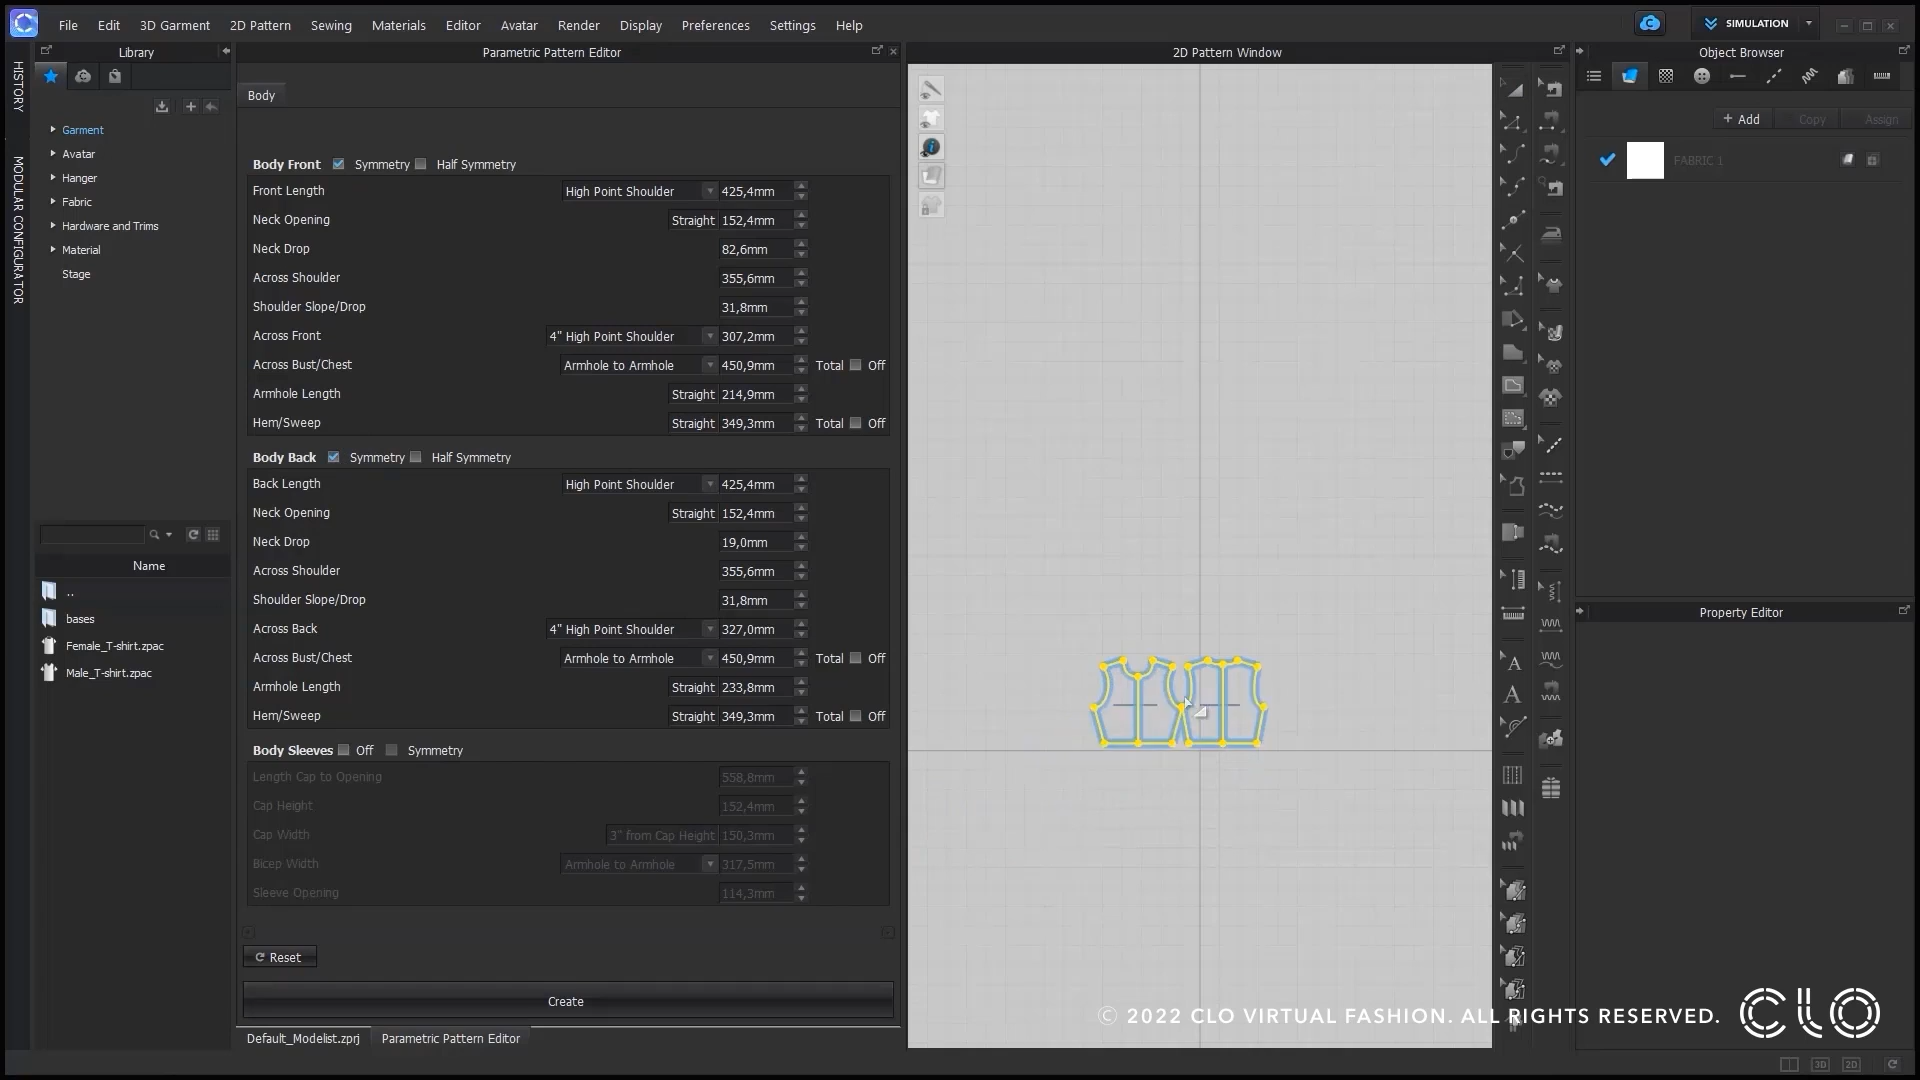 File Edit 3D Garment 2D Pattern Sewing Materials Editor Avatar Render Display Preferences Settings Help SIMULATION
Library Parametric Pattern Editor 2D Pattern Window Object Browser
HISTORY
MODULAR CONFIGURATOR
Garment
Avatar
Hanger
Fabric
Hardware and Trims
Material
Stage
Name
..
bases
Female_T-shirt.zpac
Male_T-shirt.zpac
Body
Body Front Symmetry Half Symmetry
Front Length High Point Shoulder 425,4mm
Neck Opening Straight 152,4mm
Neck Drop 82,6mm
Across Shoulder 355,6mm
Shoulder Slope/Drop 31,8mm
Across Front 4" High Point Shoulder 307,2mm
Across Bust/Chest Armhole to Armhole 450,9mm Total Off
Armhole Length Straight 214,9mm
Hem/Sweep Straight 349,3mm Total Off
Body Back Symmetry Half Symmetry
Back Length High Point Shoulder 425,4mm
Neck Opening Straight 152,4mm
Neck Drop 19,0mm
Across Shoulder 355,6mm
Shoulder Slope/Drop 31,8mm
Across Back 4" High Point Shoulder 327,0mm
Across Bust/Chest Armhole to Armhole 450,9mm Total Off
Armhole Length Straight 233,8mm
Hem/Sweep Straight 349,3mm Total Off
Body Sleeves Off Symmetry
Length Cap to Opening 558,8mm
Cap Height 152,4mm
Cap Width 3" from Cap Height 150,3mm
Bicep Width Armhole to Armhole 317,5mm
Sleeve Opening 114,3mm
Reset
Create
Default_Modelist.zprj Parametric Pattern Editor
+ Add Copy Assign
FABRIC 1
Property Editor
© 2022 CLO VIRTUAL FASHION. ALL RIGHTS RESERVED. CLO
3D 2D